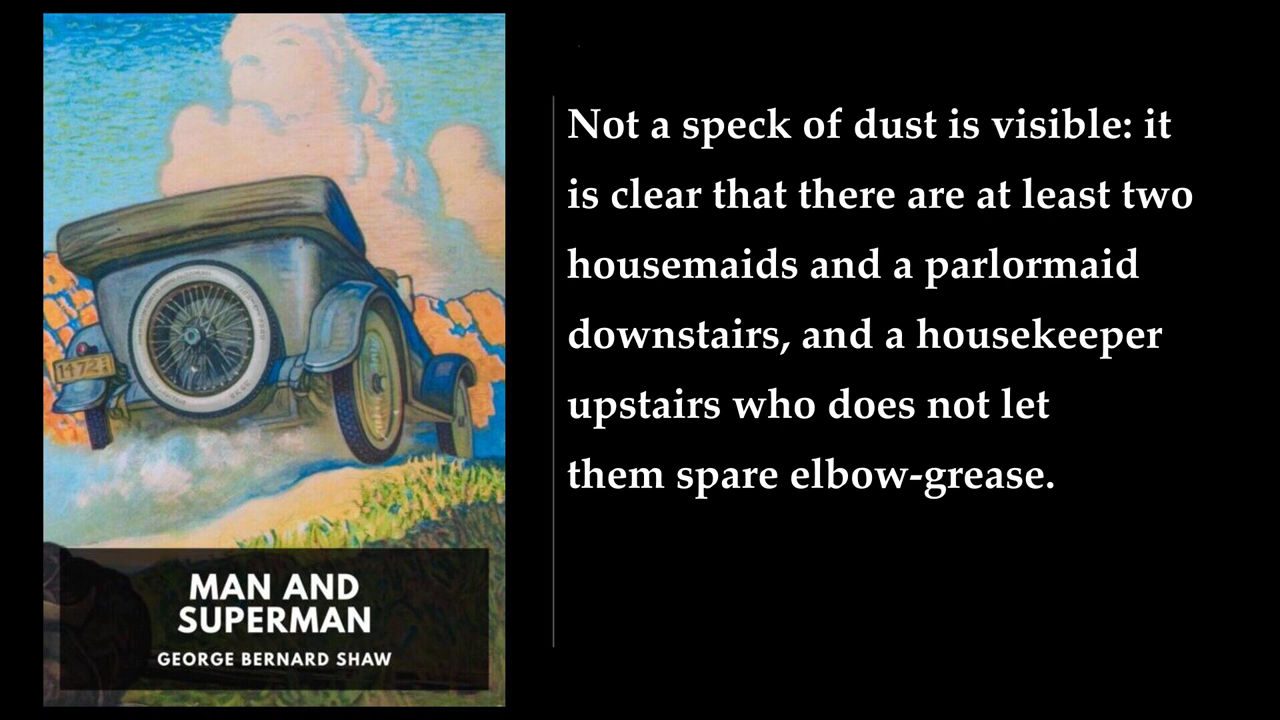 Not a speck of dust is visible: it
is clear that there are at least two
housemaids and a parlormaid
downstairs, and a housekeeper
upstairs who does not let
them spare elbow-grease.
1472
MAN AND
SUPERMAN
GEORGE BERNARD SHAW